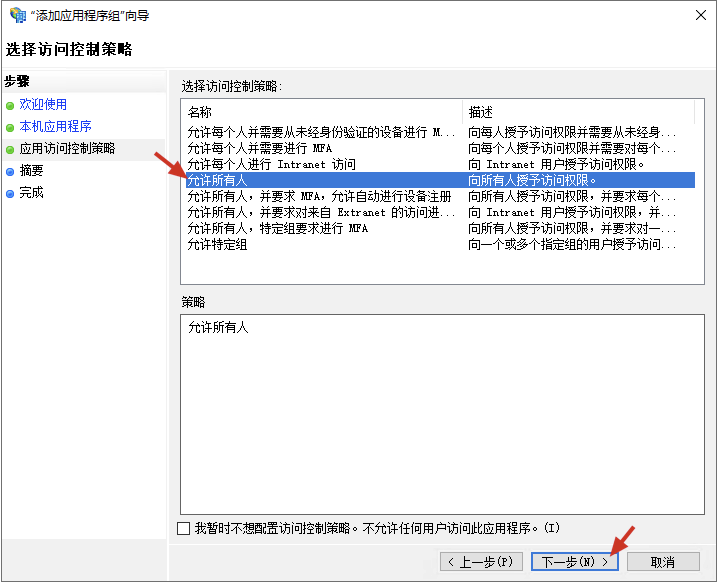 “添加应用程序组”向导
选择访问控制策略
步骤
欢迎使用
本机应用程序
应用访问控制策略
摘要
完成
选择访问控制策略:
名称 描述
允许每个人并需要从未经身份验证的设备进行 M... 向每人授予访问权限并需要从未经身...
允许每个人并需要进行 MFA 向每个人授予访问权限并需要对每个...
允许每个人进行 Intranet 访问 向 Intranet 用户授予访问权限。
允许所有人 向所有人授予访问权限。
允许所有人，并要求 MFA，允许自动进行设备注册 向所有人授予访问权限，并要求每个...
允许所有人，并要求对来自 Extranet 的访问进... 向 Intranet 用户授予访问权限，并...
允许所有人，特定组要求进行 MFA 向所有人授予访问权限，并要求对一...
允许特定组 向一个或多个指定组的用户授予访问...
策略
允许所有人
我暂时不想配置访问控制策略。不允许任何用户访问此应用程序。(I)
< 上一步(P) 下一步(N) > 取消